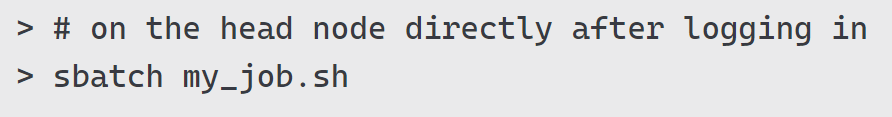 > # on the head node directly after logging in
> sbatch my_job.sh